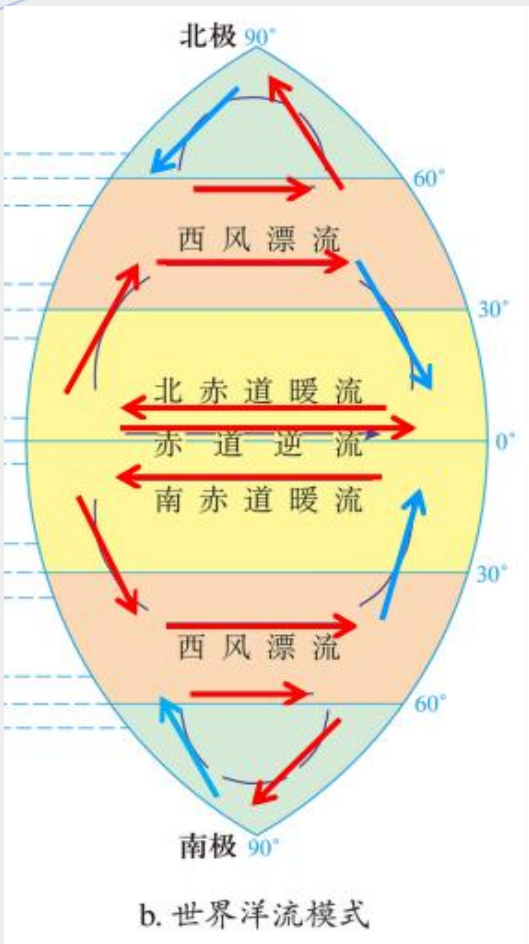 北极 90°
60°
西风漂流
30°
北赤道暖流
赤道逆流
0°
南赤道暖流
30°
西风漂流
60°
南极 90°
b. 世界洋流模式